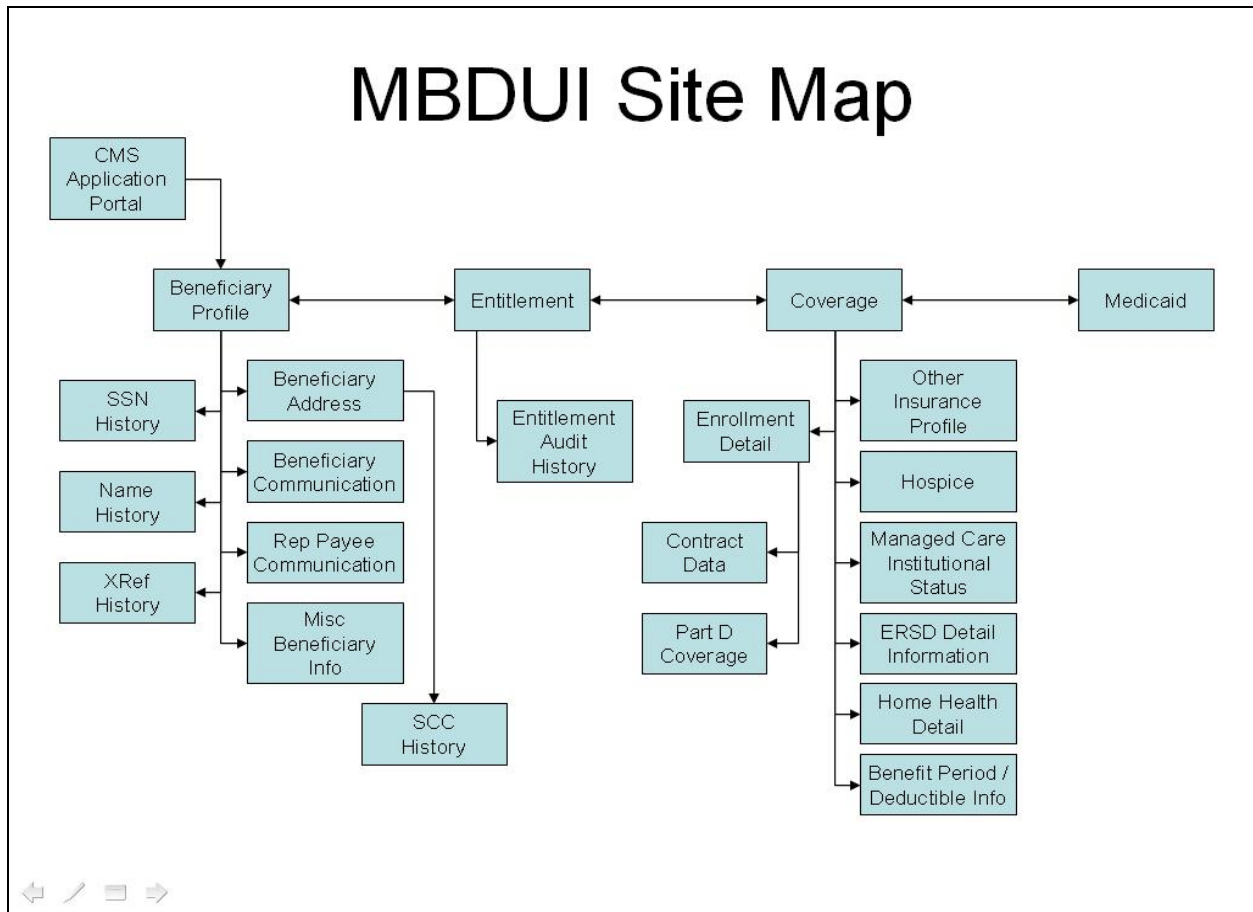 MBDUI Site Map
CMS
Application
Portal
Beneficiary
Profile
Entitlement
Coverage
Medicaid
SSN
History
Name
History
XRef
History
Beneficiary
Address
Beneficiary
Communication
Rep Payee
Communication
Misc
Beneficiary
Info
SCC
History
Entitlement
Audit
History
Enrollment
Detail
Contract
Data
Part D
Coverage
Other
Insurance
Profile
Hospice
Managed Care
Institutional
Status
ERSD Detail
Information
Home Health
Detail
Benefit Period /
Deductible Info